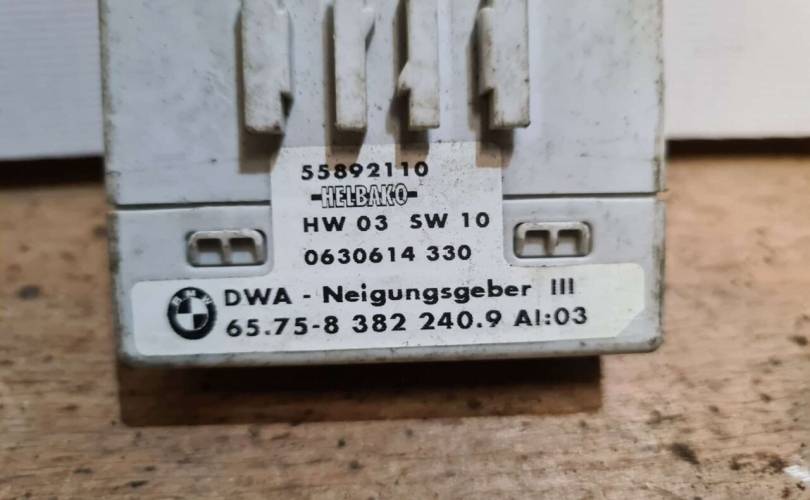 55892110
HELBAKO
HW 03 SW 10
0630614 330
BMW
DWA - Neigungsgeber III
65.75-8 382 240.9 AI:03